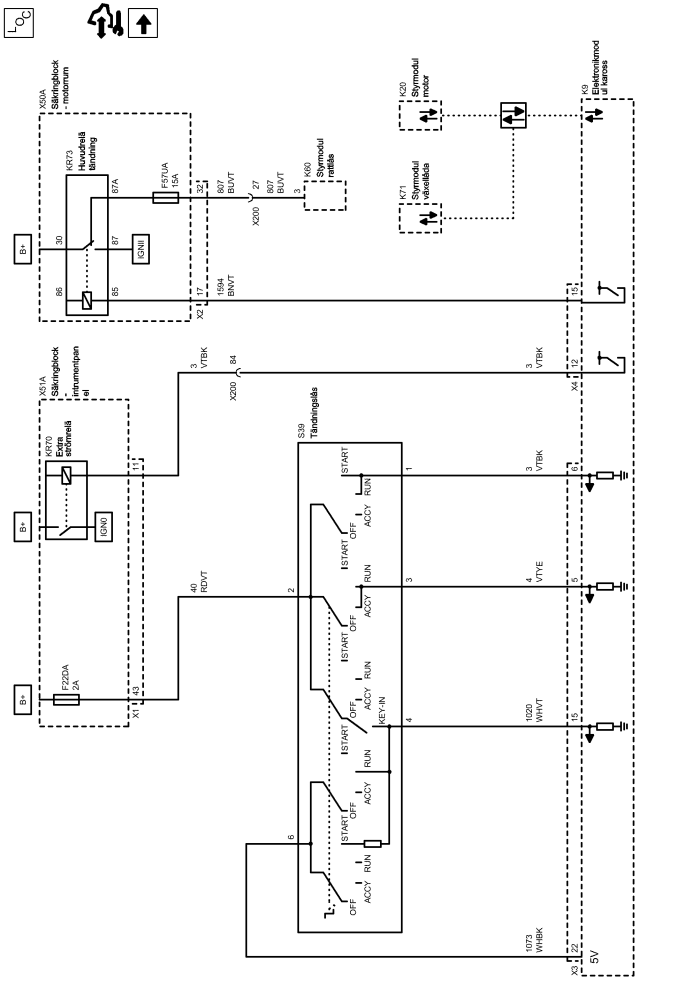 LOC
X50A
Säkringblock
- motorrum
KR73
Huvudrelä
tändning
87A
30
87
86
85
B+
IGNII
F57UA
15A
32
X2
17
807
BUVT
27
X200
807
BUVT
3
K60
Styrmodul
rattlås
1594
BNVT
K20
Styrmodul
motor
K71
Styrmodul
växellåda
K9
Elektronikmod
ul kaross
15
12
X4
X51A
Säkringblock
- intrumentpan
el
KR70
Extra
strömrelä
B+
IGN0
11
3
VTBK
84
X200
3
VTBK
B+
F22DA
2A
43
X1
40
RDVT
2
S39
Tändningslås
START
RUN
ACCY
OFF
START
RUN
ACCY
OFF
START
RUN
ACCY
OFF
START
KEY-IN
RUN
ACCY
OFF
START
RUN
ACCY
OFF
1
3
4
6
3
VTBK
6
4
VTYE
5
1020
WHVT
15
1073
WHBK
22
X3
5V